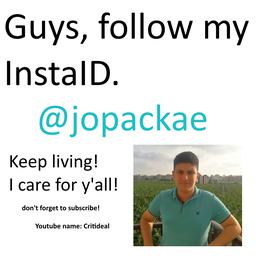 Guys, follow my
InstaID.
@jopackae
Keep living!
I care for y'all!
don't forget to subscribe!
Youtube name: Critideal